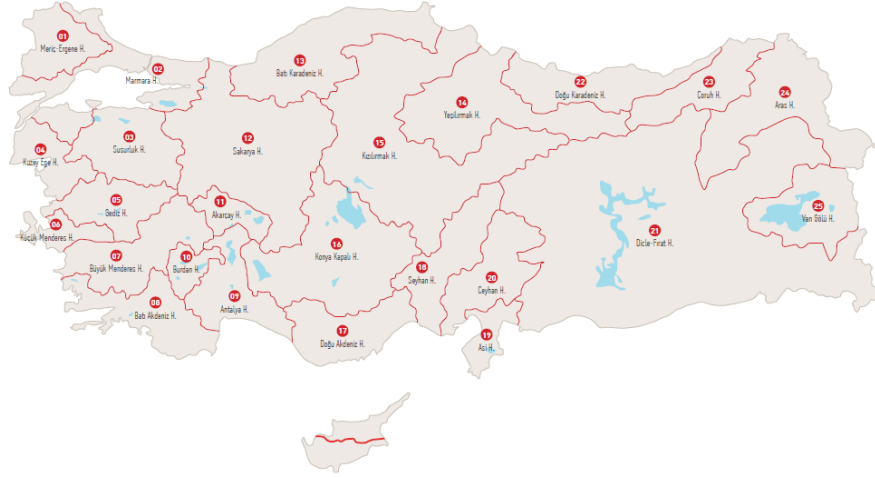 01
Meriç-Ergene H.
02
Marmara H.
03
Susurluk H.
04
Kuzey Ege H.
05
Gediz H.
06
Küçük Menderes H.
07
Büyük Menderes H.
08
Batı Akdeniz H.
09
Antalya H.
10
Burdan H.
11
Akarçay H.
12
Sakarya H.
13
Batı Karadeniz H.
14
Yeşilırmak H.
15
Kızılırmak H.
16
Konya Kapalı H.
17
Doğu Akdeniz H.
18
Seyhan H.
19
Asi H.
20
Ceyhan H.
21
Dicle-Fırat H.
22
Doğu Karadeniz H.
23
Çoruh H.
24
Aras H.
25
Van Gölü H.